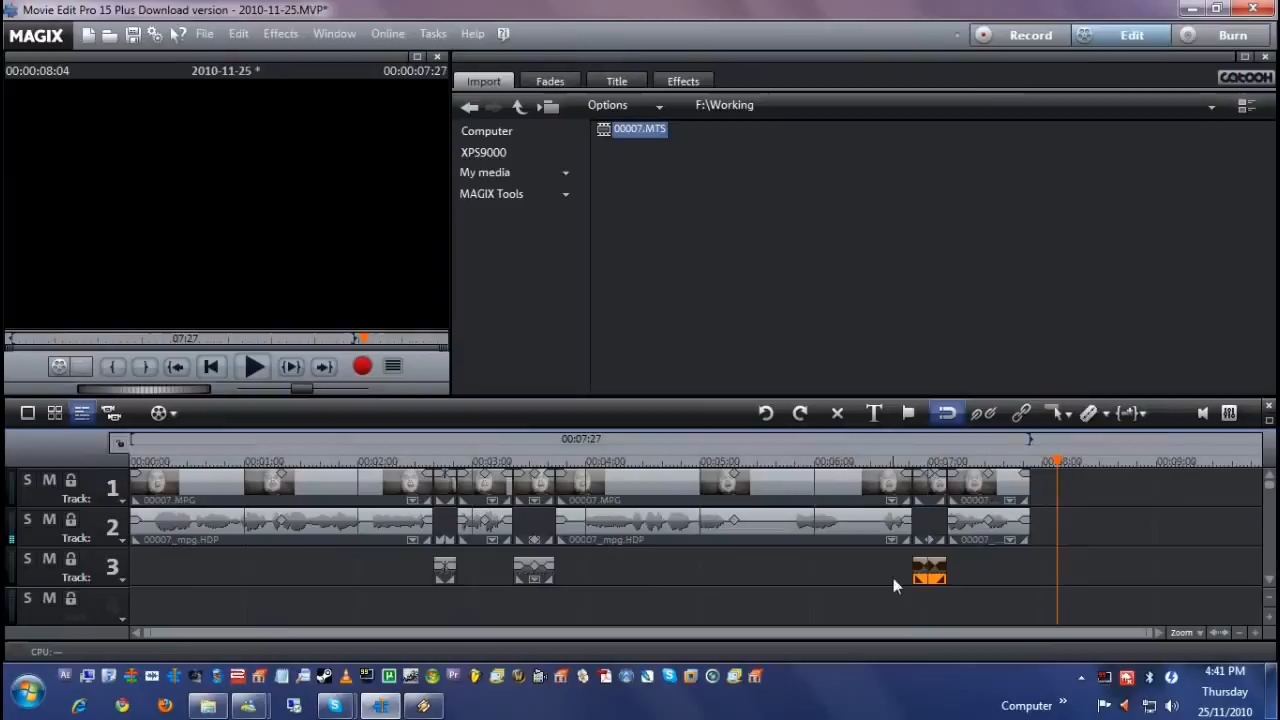 Movie Edit Pro 15 Plus Download version - 2010-11-25.MVP*
MAGIX File Edit Effects Window Online Tasks Help Record Edit Burn
00:00:08:04 2010-11-25 * 00:00:07:27
Import Fades Title Effects CATOOH
Options F:\Working
Computer
00007.MTS
XPS9000
My media
MAGIX Tools
07:27
00:07:27
00:00:00 00:01:00 00:02:00 00:03:00 00:04:00 00:05:00 00:06:00 00:07:00 00:08:00 00:09:00
S M Track: 1
00007.MPG 00007.MPG 00007...
S M Track: 2
00007_mpg.HDP 00007_mpg.HDP 00007_...
S M Track: 3
S M
Zoom
CPU: —
4:41 PM
Thursday
Computer »
25/11/2010